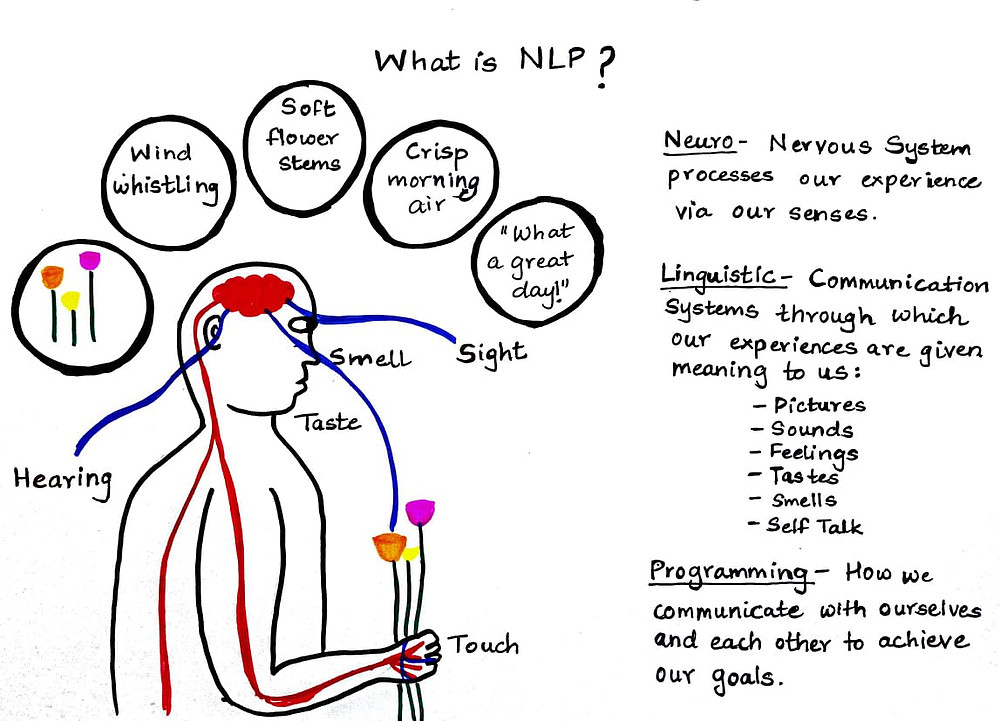 What is NLP?
Soft
flower
stems
Wind
whistling
Crisp
morning
air
"What
a great
day!"
Smell
Sight
Taste
Hearing
Touch
Neuro - Nervous System
processes our experience
via our senses.
Linguistic - Communication
Systems through which
our experiences are given
meaning to us:
- Pictures
- Sounds
- Feelings
- Tastes
- Smells
- Self Talk
Programming - How we
communicate with ourselves
and each other to achieve
our goals.